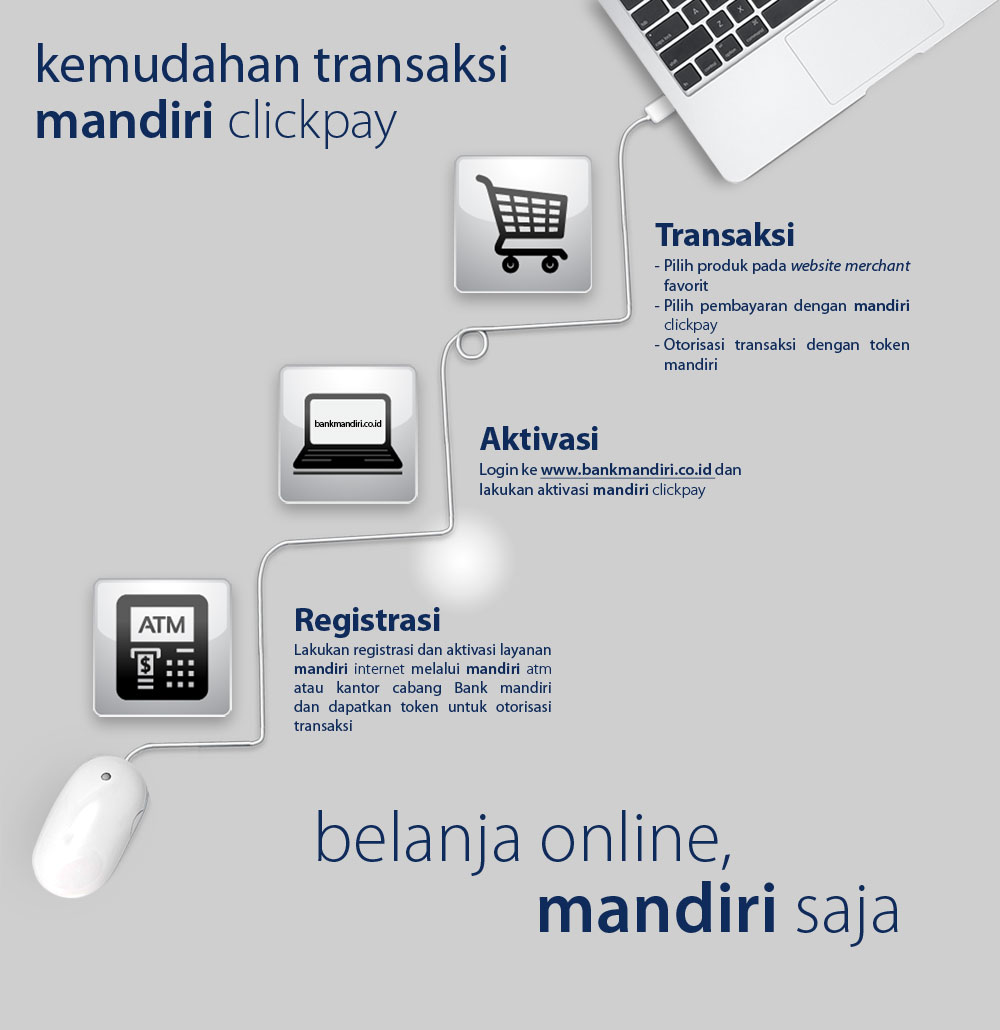 kemudahan transaksi
mandiri clickpay
Transaksi
- Pilih produk pada website merchant
favorit
- Pilih pembayaran dengan mandiri
clickpay
- Otorisasi transaksi dengan token
mandiri
bankmandiri.co.id
Aktivasi
Login ke www.bankmandiri.co.id dan
lakukan aktivasi mandiri clickpay
ATM
$
Registrasi
Lakukan registrasi dan aktivasi layanan
mandiri internet melalui mandiri atm
atau kantor cabang Bank mandiri
dan dapatkan token untuk otorisasi
transaksi
belanja online,
mandiri saja